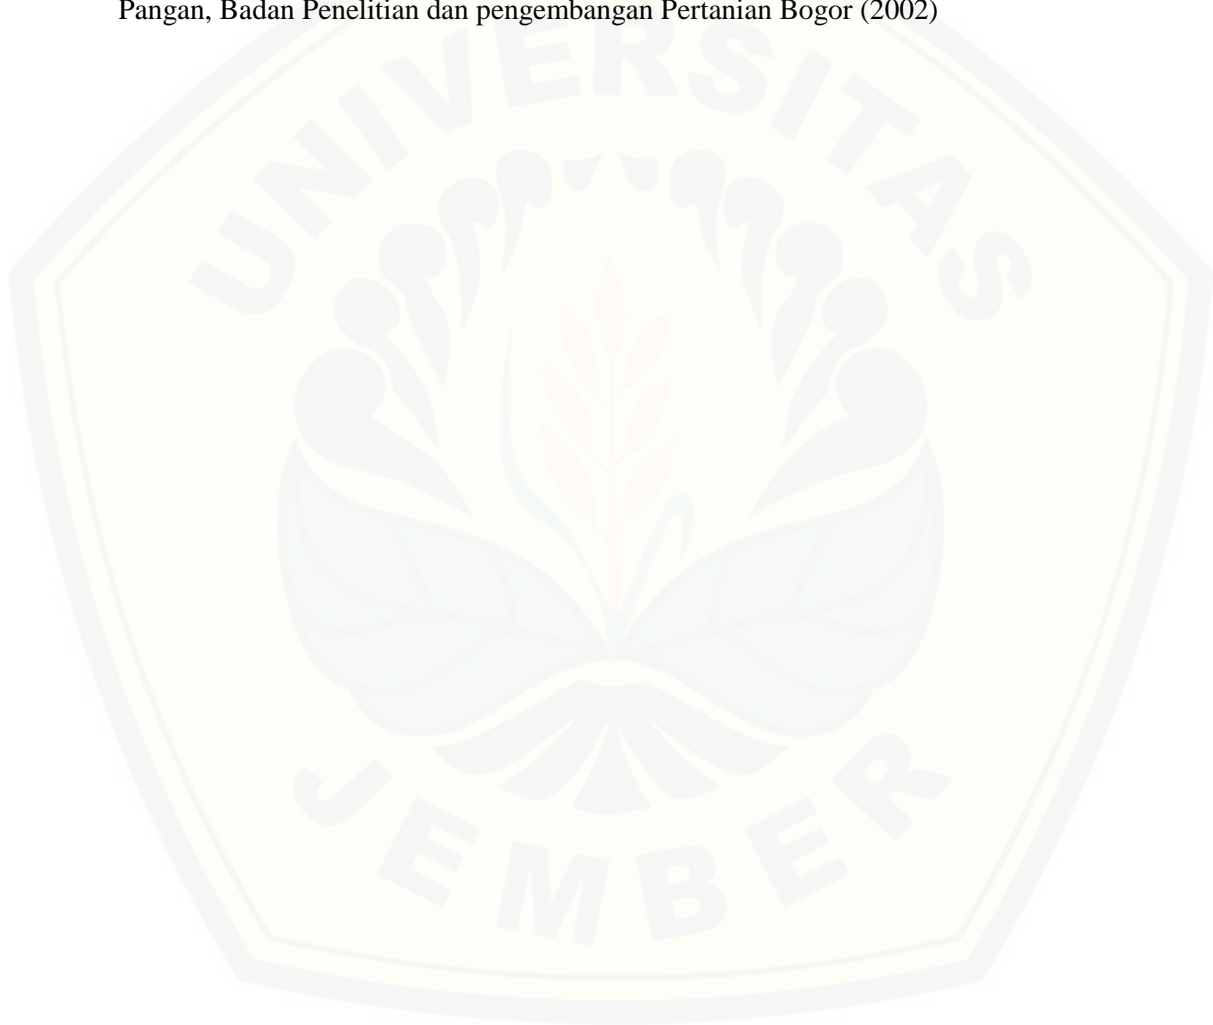 Pangan, Badan Penelitian dan pengembangan Pertanian Bogor (2002)
UNIVERSITAS
JEMBER